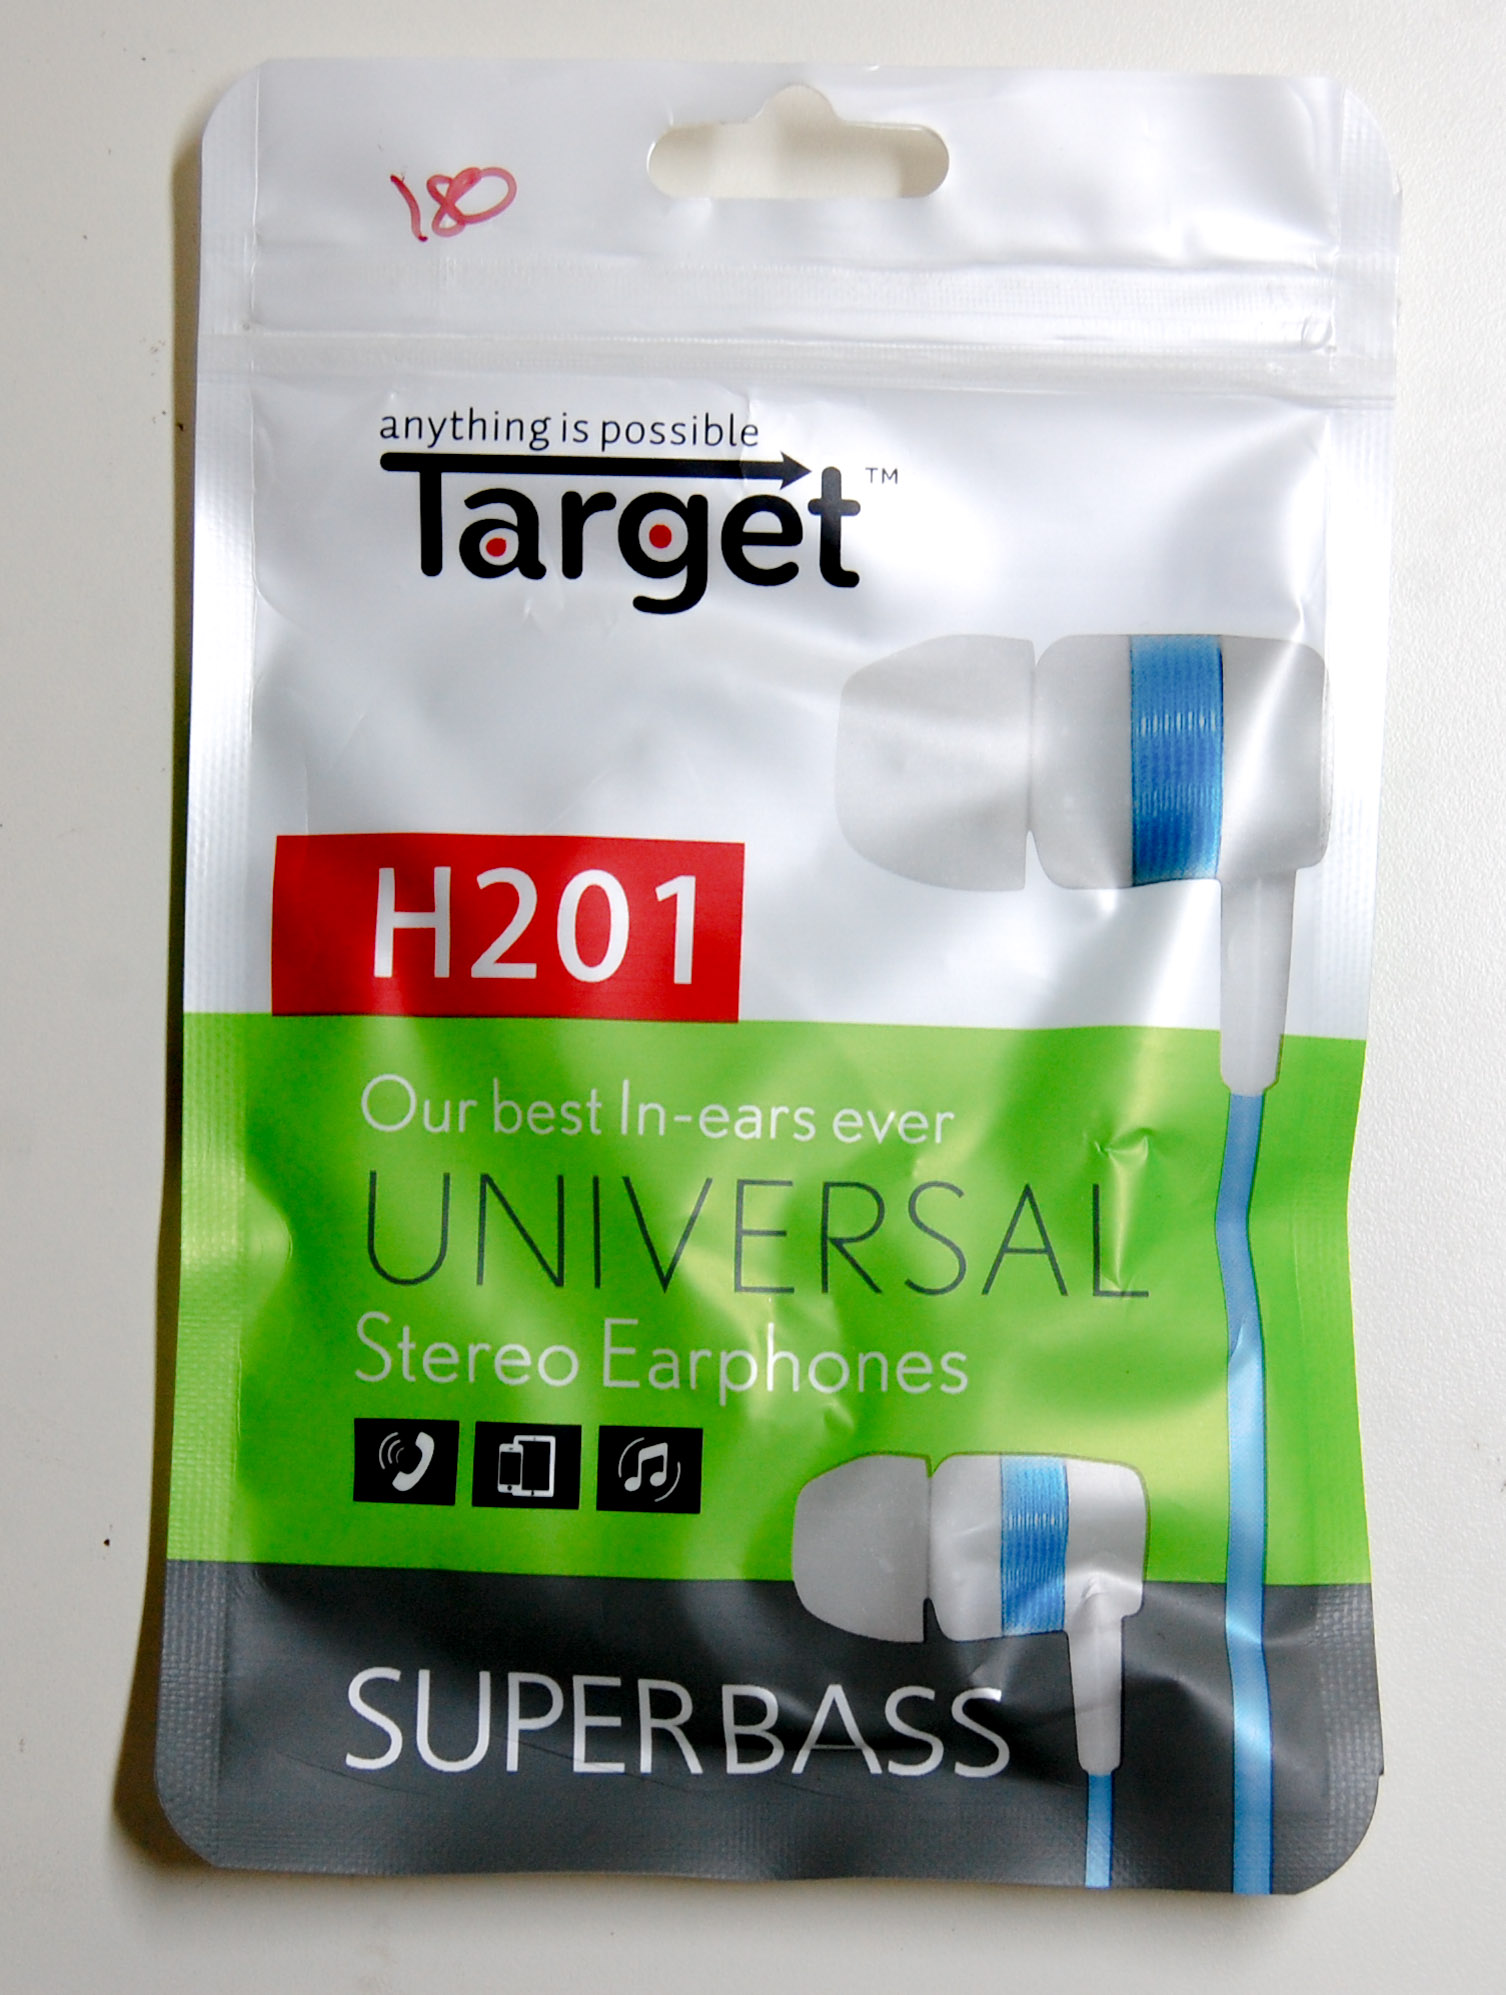 180
anything is possible
Target™
H201
Our best In-ears ever
UNIVERSAL
Stereo Earphones
SUPERBASS